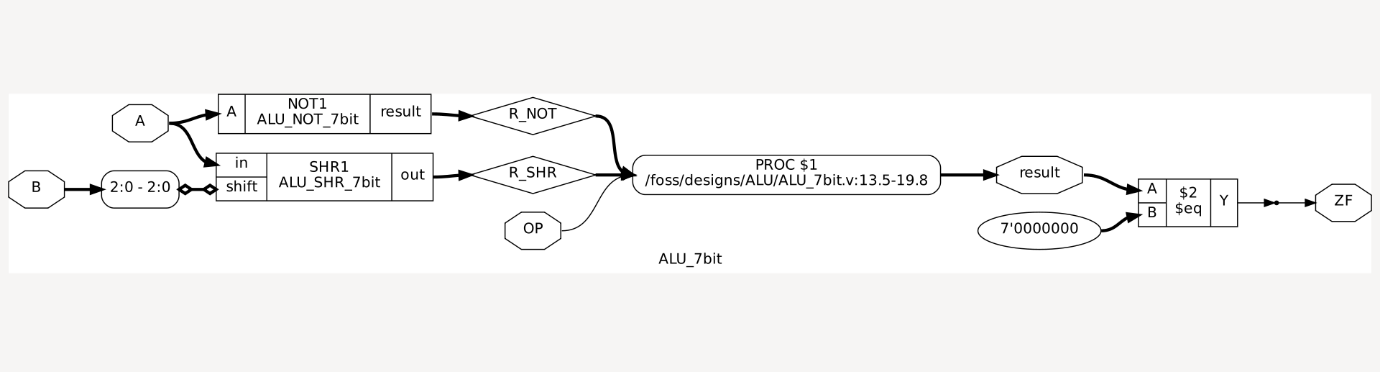 A
B
2:0 - 2:0
A
NOT1
ALU_NOT_7bit
result
in
shift
SHR1
ALU_SHR_7bit
out
R_NOT
R_SHR
OP
PROC $1
/foss/designs/ALU/ALU_7bit.v:13.5-19.8
result
7'0000000
A
B
$2
$eq
Y
ZF
ALU_7bit